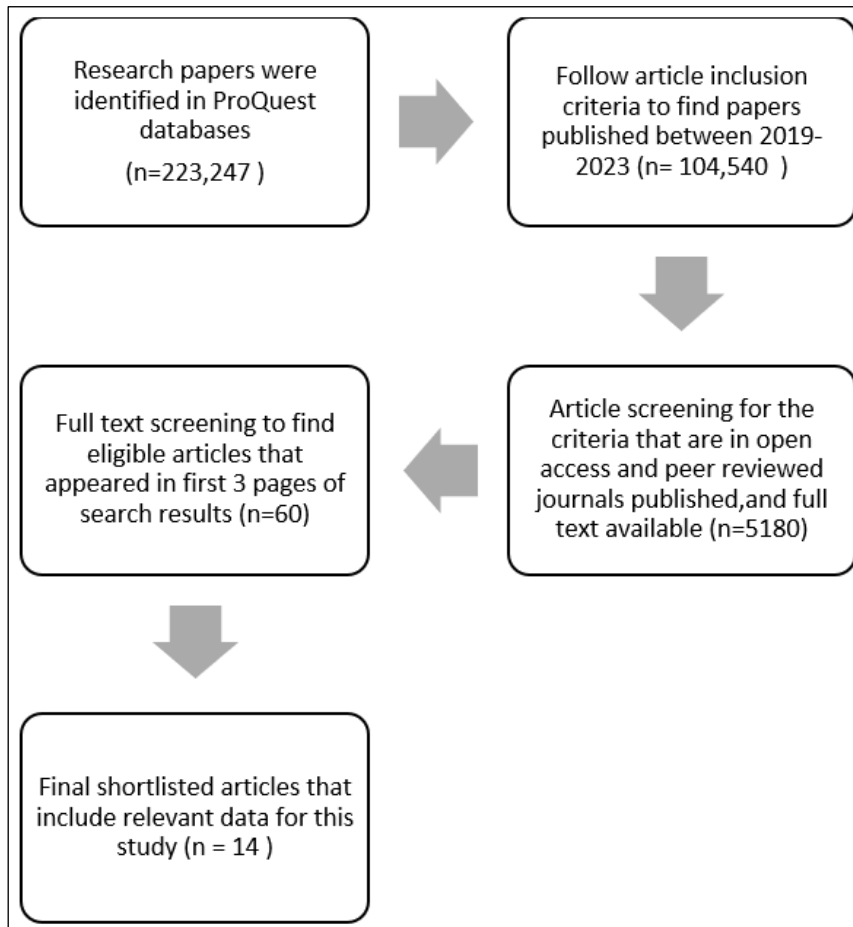 Research papers were
identified in ProQuest
databases
(n=223,247 )
Follow article inclusion
criteria to find papers
published between 2019-
2023 (n= 104,540  )
Article screening for the
criteria that are in open
access and peer reviewed
journals published,and full
text available (n=5180)
Full text screening to find
eligible articles that
appeared in first 3 pages of
search results (n=60)
Final shortlisted articles that
include relevant data for this
study (n = 14 )